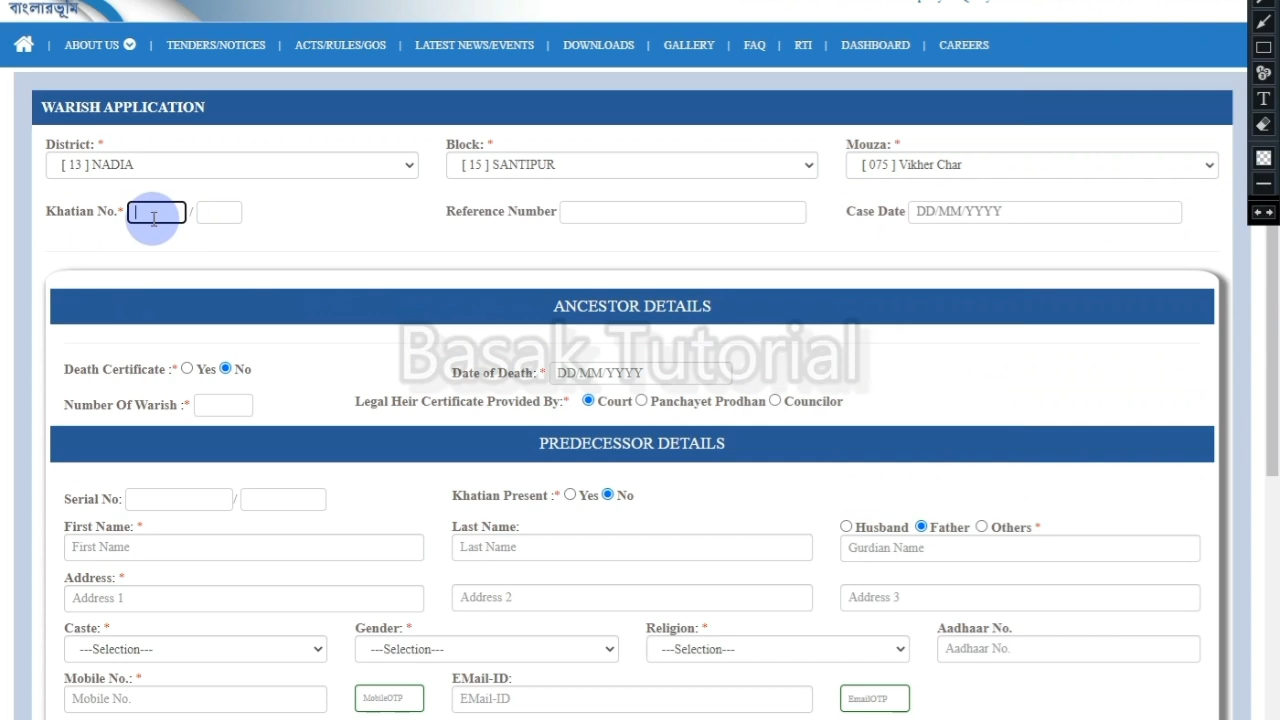 বাংলারভূমি
ABOUT US | TENDERS/NOTICES | ACTS/RULES/GOS | LATEST NEWS/EVENTS | DOWNLOADS | GALLERY | FAQ | RTI | DASHBOARD | CAREERS
WARISH APPLICATION
District: * Block: * Mouza: *
[ 13 ] NADIA [ 15 ] SANTIPUR [ 075 ] Vikher Char
Khatian No.* / Reference Number Case Date DD/MM/YYYY
ANCESTOR DETAILS
Basak Tutorial
Death Certificate :* Yes No Date of Death: * DD/MM/YYYY
Number Of Warish :* Legal Heir Certificate Provided By:* Court Panchayet Prodhan Councilor
PREDECESSOR DETAILS
Serial No: / Khatian Present :* Yes No
First Name: * Last Name: Husband Father Others *
First Name Last Name Gurdian Name
Address: *
Address 1 Address 2 Address 3
Caste: * Gender: * Religion: * Aadhaar No.
---Selection--- ---Selection--- ---Selection--- Aadhaar No.
Mobile No.: * EMail-ID:
Mobile No. MobileOTP EMail-ID EmailOTP